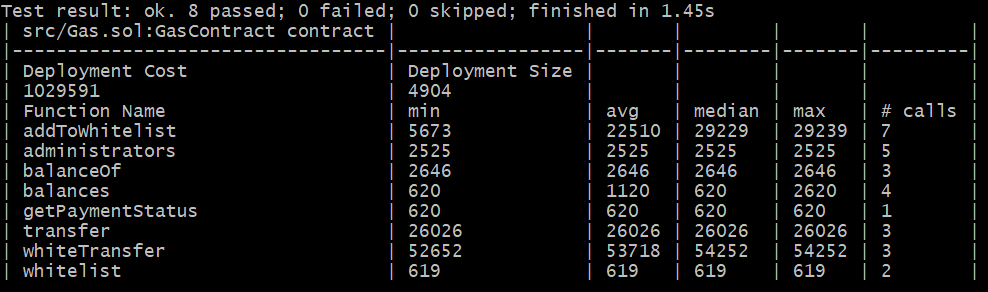 Test result: ok. 8 passed; 0 failed; 0 skipped; finished in 1.45s
| src/Gas.sol:GasContract contract |                 |       |        |       |         |
|----------------------------------|-----------------|-------|--------|-------|---------|
| Deployment Cost                  | Deployment Size |       |        |       |         |
| 1029591                          | 4904            |       |        |       |         |
| Function Name                    | min             | avg   | median | max   | # calls |
| addToWhitelist                   | 5673            | 22510 | 29229  | 29239 | 7       |
| administrators                   | 2525            | 2525  | 2525   | 2525  | 5       |
| balanceOf                        | 2646            | 2646  | 2646   | 2646  | 3       |
| balances                         | 620             | 1120  | 620    | 2620  | 4       |
| getPaymentStatus                 | 620             | 620   | 620    | 620   | 1       |
| transfer                         | 26026           | 26026 | 26026  | 26026 | 3       |
| whiteTransfer                    | 52652           | 53718 | 54252  | 54252 | 3       |
| whitelist                        | 619             | 619   | 619    | 619   | 2       |